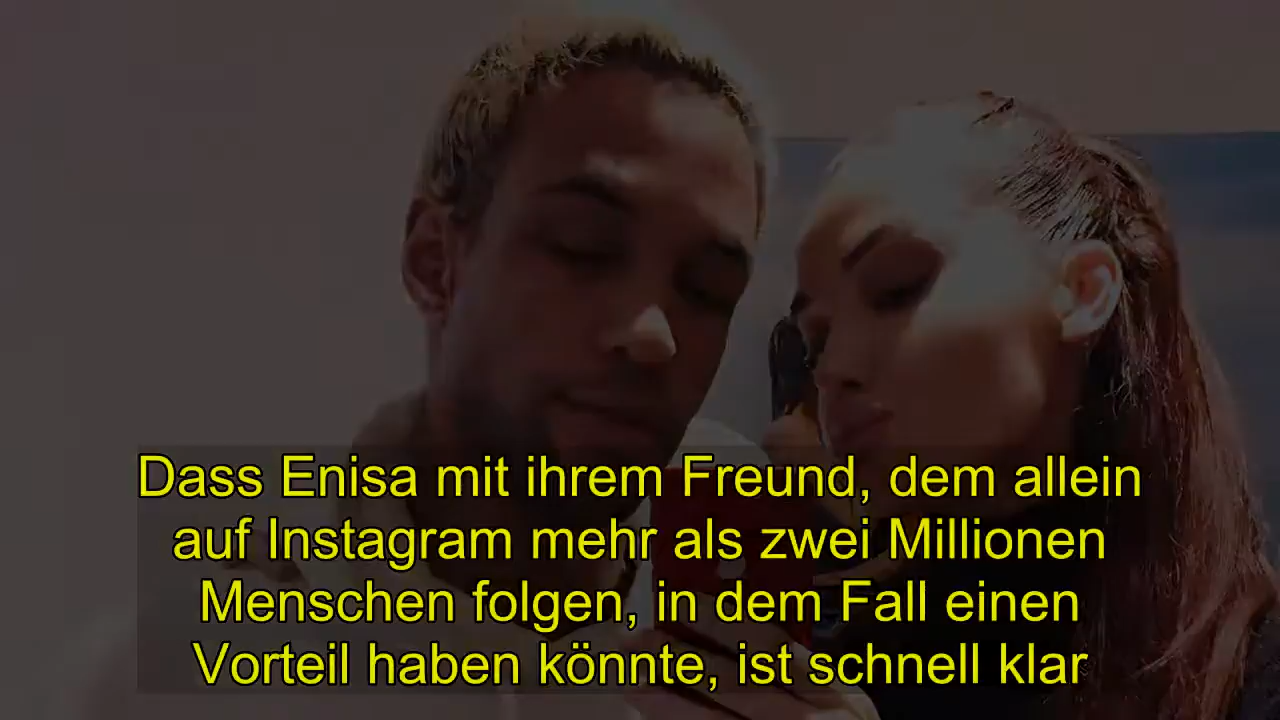 Dass Enisa mit ihrem Freund, dem allein
auf Instagram mehr als zwei Millionen
Menschen folgen, in dem Fall einen
Vorteil haben könnte, ist schnell klar